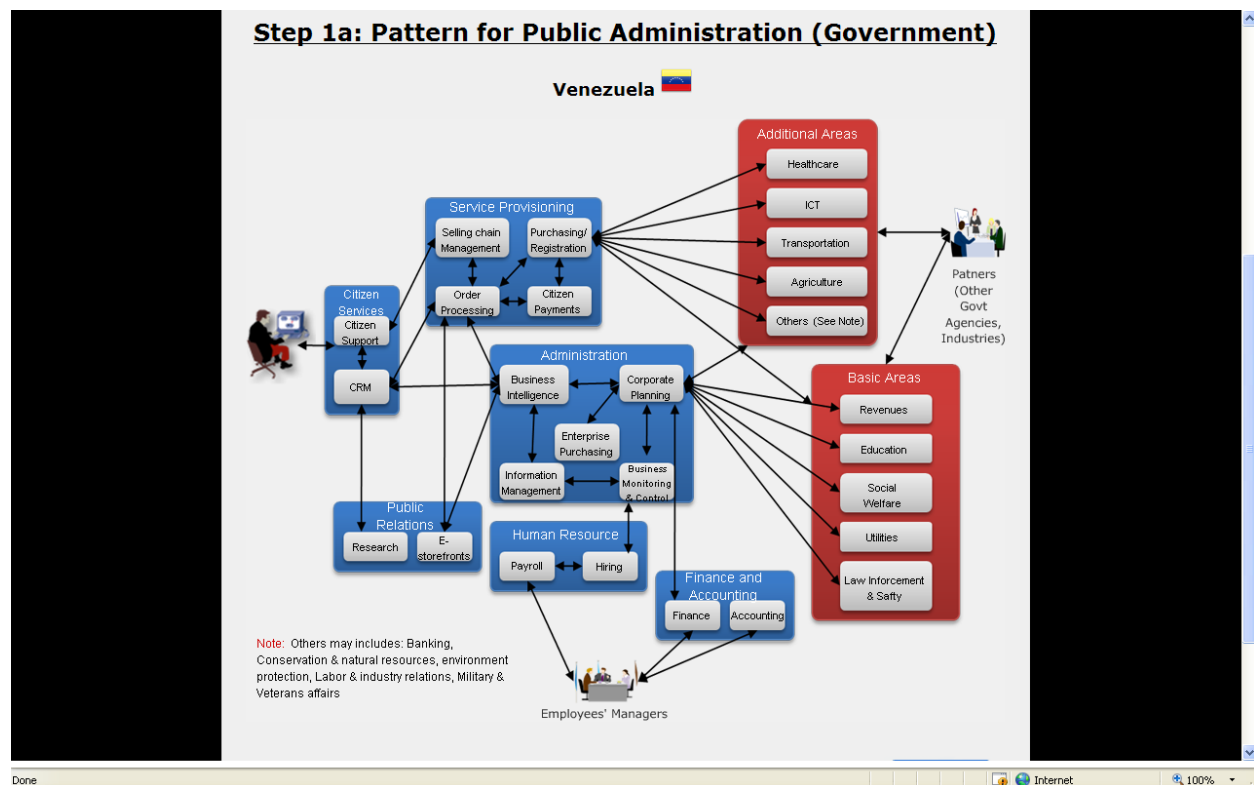 Step 1a: Pattern for Public Administration (Government)
Venezuela
Additional Areas
Healthcare
ICT
Transportation
Agriculture
Others (See Note)
Patners
(Other
Govt
Agencies,
Industries)
Service Provisioning
Selling chain
Management
Purchasing/
Registration
Order
Processing
Citizen
Payments
Citizen
Services
Citizen
Support
CRM
Administration
Business
Intelligence
Corporate
Planning
Enterprise
Purchasing
Information
Management
Business
Monitoring
& Control
Basic Areas
Revenues
Education
Social
Welfare
Utilities
Law Inforcement
& Safty
Public
Relations
Research
E-
storefronts
Human Resource
Payroll
Hiring
Finance and
Accounting
Finance
Accounting
Note: Others may includes: Banking,
Conservation & natural resources, environment
protection, Labor & industry relations, Military &
Veterans affairs
Employees' Managers
Done
Internet
100%